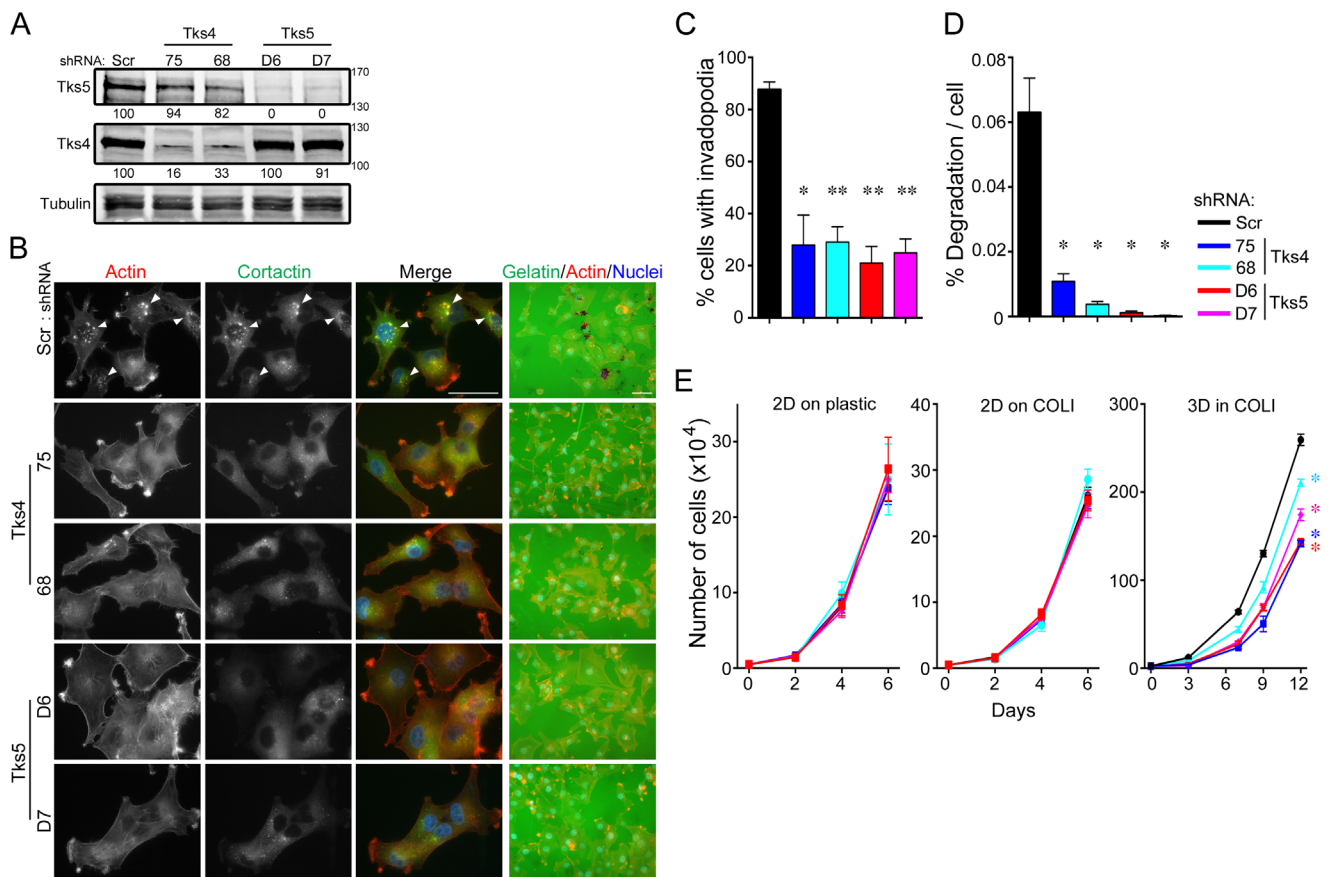 A
Tks4 Tks5
shRNA: Scr 75 68 D6 D7
170
Tks5
130
100 94 82 0 0
130
Tks4
100
100 16 33 100 91
Tubulin
B
Actin Cortactin Merge Gelatin/Actin/Nuclei
Scr : shRNA
75
Tks4
68
D6
Tks5
D7
C
% cells with invadopodia
100
80
60
40
20
0
* ** ** **
D
% Degradation / cell
0.08
0.06
0.04
0.02
0
* * * *
shRNA:
Scr
75
68
Tks4
D6
D7
Tks5
E
Number of cells (x10⁴)
2D on plastic
30
20
10
0
0 2 4 6
2D on COLI
40
30
20
10
0
0 2 4 6
3D in COLI
300
200
100
0
0 3 6 9 12
*
*
*
*
Days